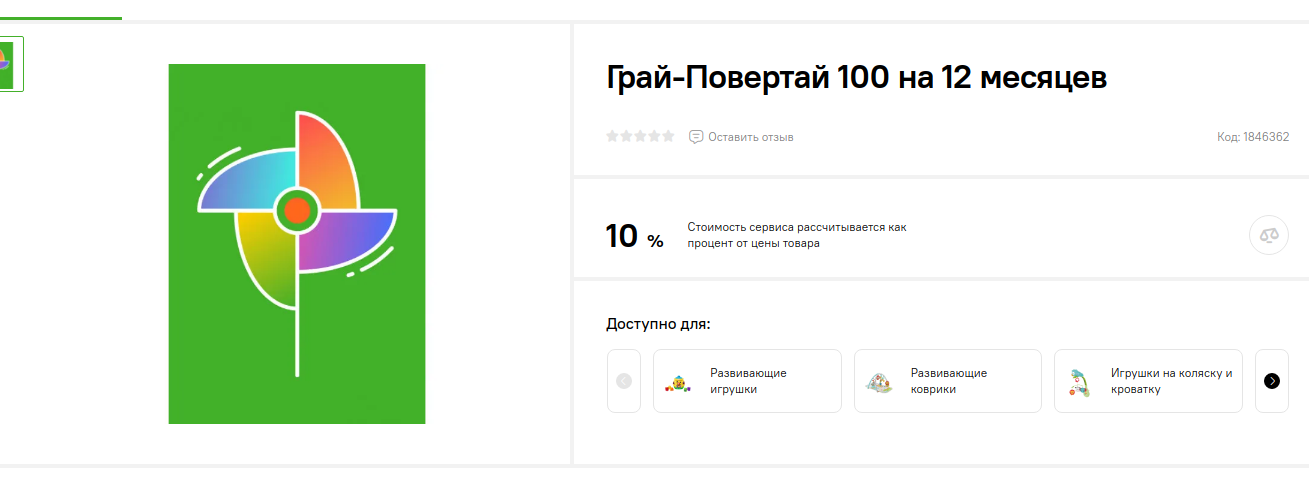 Грай-Повертай 100 на 12 месяцев
Оставить отзыв
Код: 1846362
10 %
Стоимость сервиса рассчитывается как
процент от цены товара
Доступно для:
Развивающие
игрушки
Развивающие
коврики
Игрушки на коляску и
кроватку